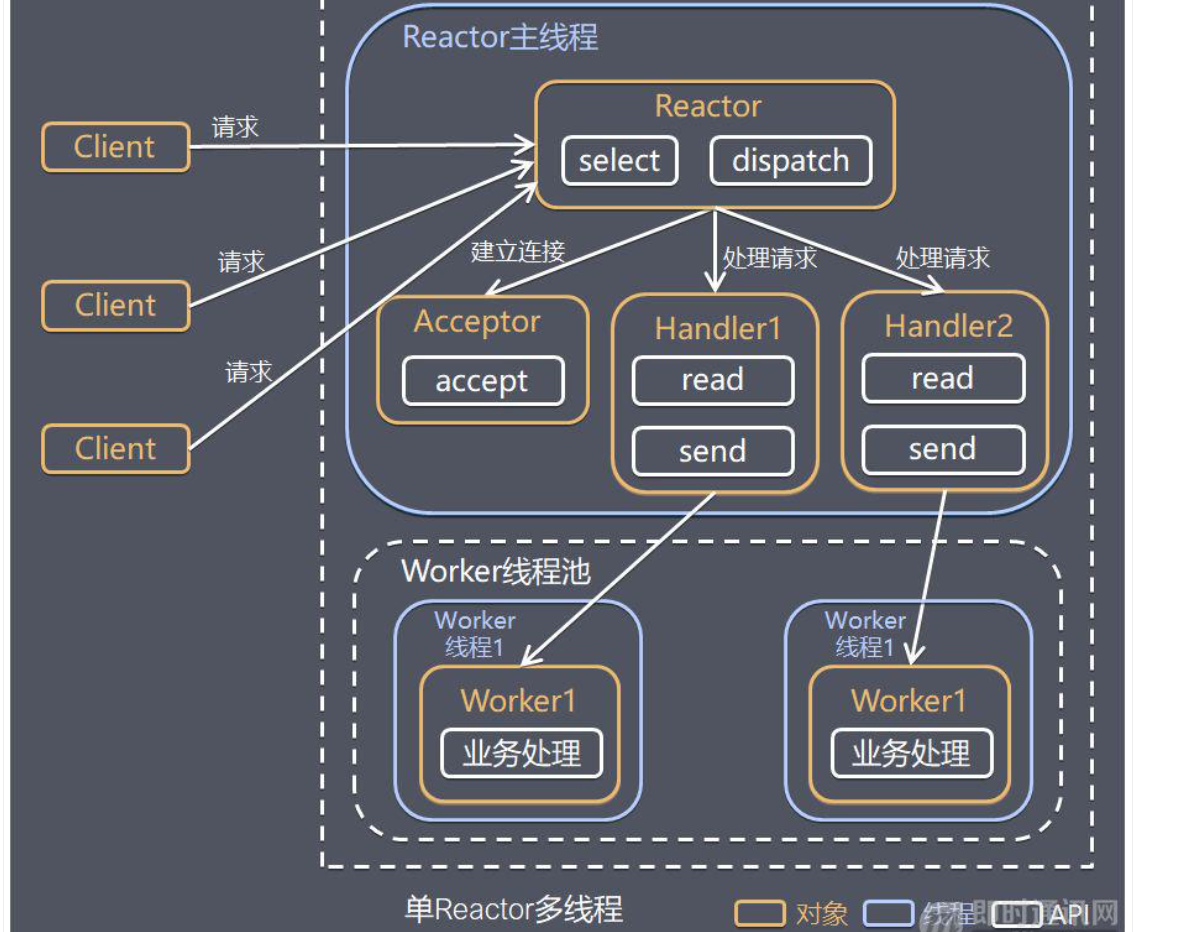 Reactor主线程
Reactor
select
dispatch
Client
请求
Client
请求
Client
请求
建立连接
处理请求
处理请求
Acceptor
accept
Handler1
read
send
Handler2
read
send
Worker线程池
Worker
线程1
Worker1
业务处理
Worker
线程1
Worker1
业务处理
单Reactor多线程
对象
线程
API
即时通讯网